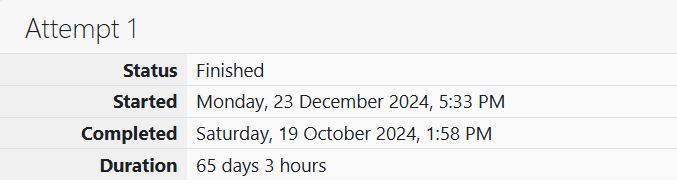 Attempt 1
Status Finished
Started Monday, 23 December 2024, 5:33 PM
Completed Saturday, 19 October 2024, 1:58 PM
Duration 65 days 3 hours